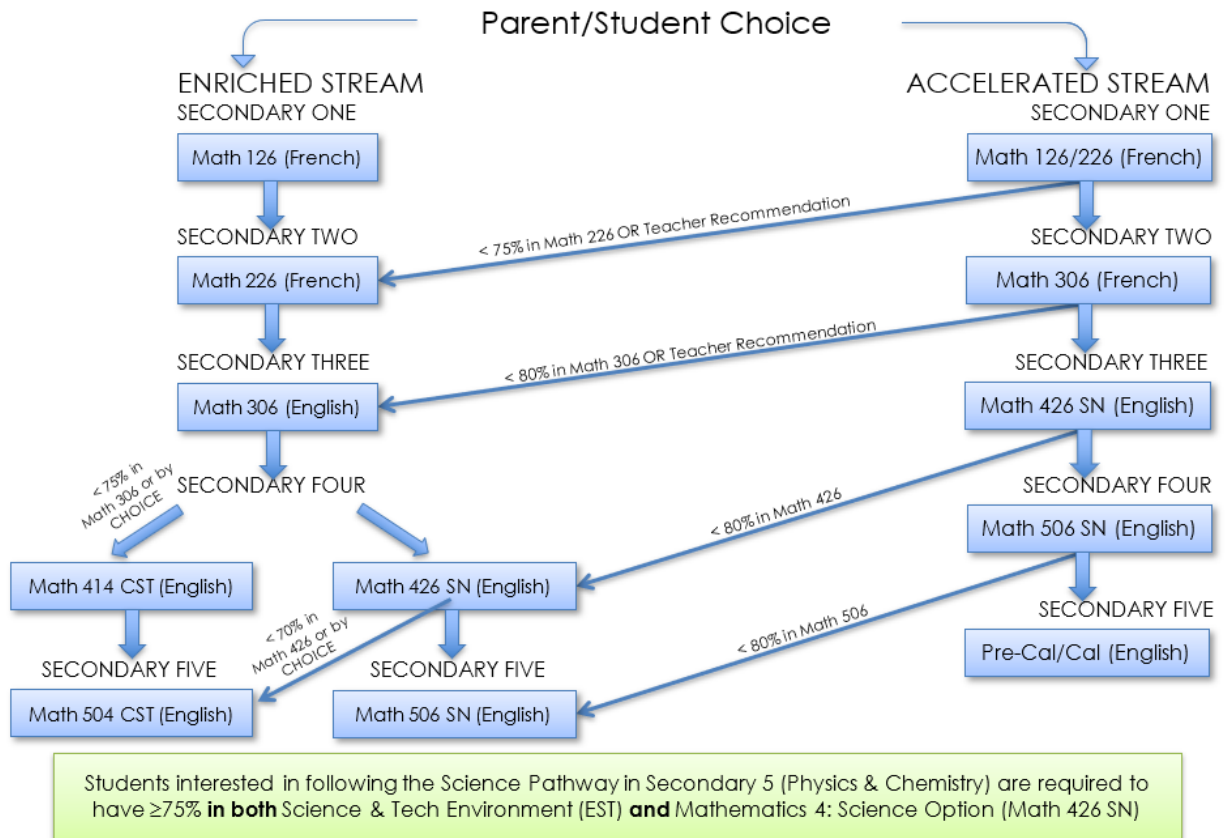 Parent/Student Choice
ENRICHED STREAM
SECONDARY ONE
Math 126 (French)
SECONDARY TWO
Math 226 (French)
SECONDARY THREE
Math 306 (English)
SECONDARY FOUR
<75% in
Math 306 or by
CHOICE
Math 414 CST (English)
Math 426 SN (English)
<70% in
Math 426 or by
CHOICE
SECONDARY FIVE
SECONDARY FIVE
Math 504 CST (English)
Math 506 SN (English)
ACCELERATED STREAM
SECONDARY ONE
Math 126/226 (French)
< 75% in Math 226 OR Teacher Recommendation
SECONDARY TWO
Math 306 (French)
< 80% in Math 306 OR Teacher Recommendation
SECONDARY THREE
Math 426 SN (English)
< 80% in Math 426
SECONDARY FOUR
Math 506 SN (English)
< 80% in Math 506
SECONDARY FIVE
Pre-Cal/Cal (English)
Students interested in following the Science Pathway in Secondary 5 (Physics & Chemistry) are required to
have ≥75% in both Science & Tech Environment (EST) and Mathematics 4: Science Option (Math 426 SN)